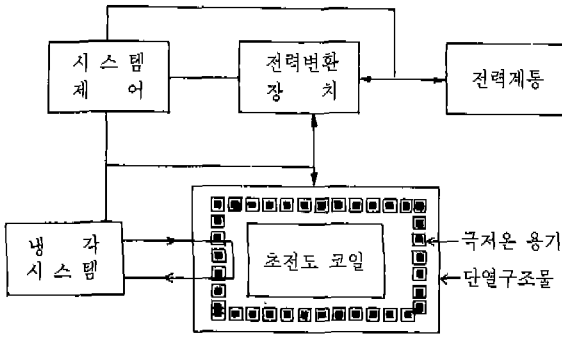 시 스 템
제 어
전력변환
장 치
전력계통
냉 각
시 스 템
초전도 코일
극저온 용기
단열구조물